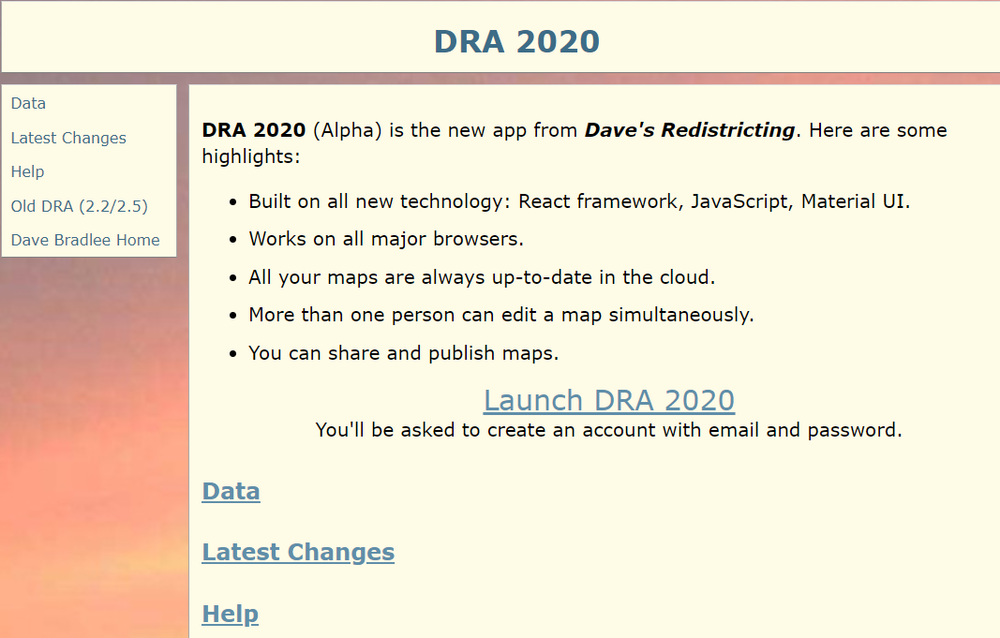 DRA 2020
Data
Latest Changes
Help
Old DRA (2.2/2.5)
Dave Bradlee Home
DRA 2020 (Alpha) is the new app from Dave's Redistricting. Here are some
highlights:
Built on all new technology: React framework, JavaScript, Material UI.
Works on all major browsers.
All your maps are always up-to-date in the cloud.
More than one person can edit a map simultaneously.
You can share and publish maps.
Launch DRA 2020
You'll be asked to create an account with email and password.
Data
Latest Changes
Help